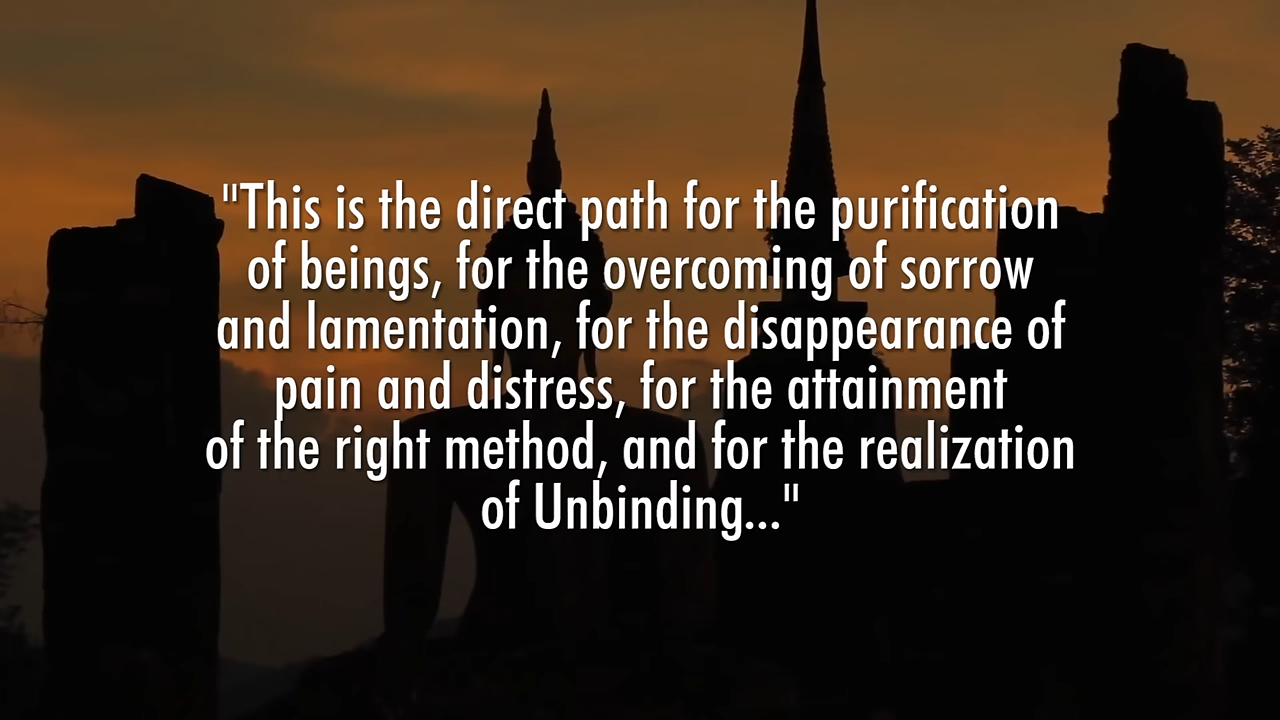 "This is the direct path for the purification
of beings, for the overcoming of sorrow
and lamentation, for the disappearance of
pain and distress, for the attainment
of the right method, and for the realization
of Unbinding..."